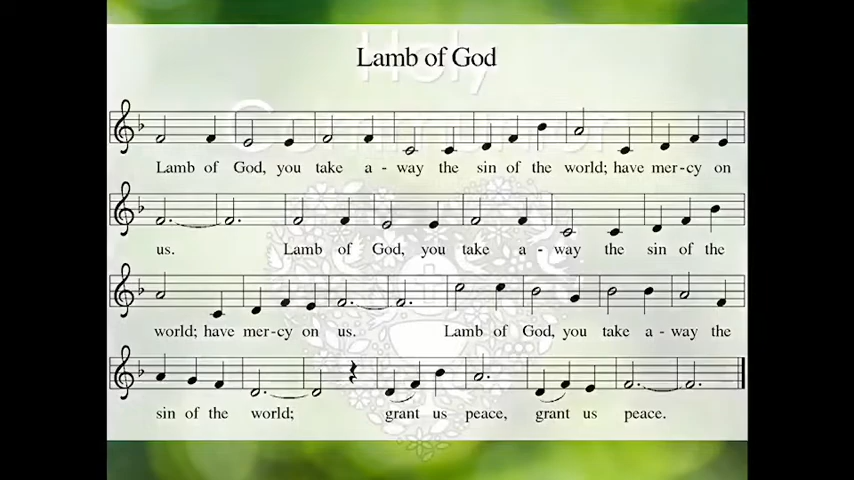 Lamb of God
Holy
Communion
Lamb of God, you take a - way the sin of the world; have mer-cy on
us. Lamb of God, you take a - way the sin of the
world; have mer-cy on us. Lamb of God, you take a - way the
sin of the world; grant us peace, grant us peace.